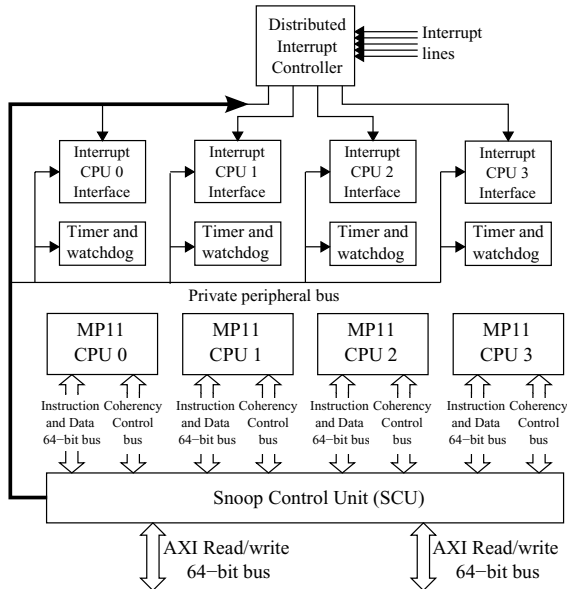 Distributed
Interrupt
Controller
Interrupt
lines
Interrupt
CPU 0
Interface
Interrupt
CPU 1
Interface
Interrupt
CPU 2
Interface
Interrupt
CPU 3
Interface
Timer and
watchdog
Timer and
watchdog
Timer and
watchdog
Timer and
watchdog
Private peripheral bus
MP11
CPU 0
MP11
CPU 1
MP11
CPU 2
MP11
CPU 3
Instruction
and Data
64−bit bus
Coherency
Control
bus
Instruction
and Data
64−bit bus
Coherency
Control
bus
Instruction
and Data
64−bit bus
Coherency
Control
bus
Instruction
and Data
64−bit bus
Coherency
Control
bus
Snoop Control Unit (SCU)
AXI Read/write
64−bit bus
AXI Read/write
64−bit bus